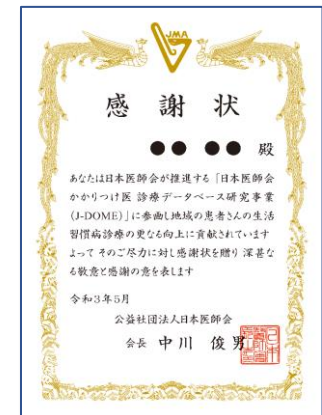 JMA
感謝状
●● ●● 殿
あなたは日本医師会が推進する「日本医師会
かかりつけ医 診療データベース研究事業
(J-DOME)」に参画し地域の患者さんの生活
習慣病診療の更なる向上に貢献されています
よって そのご尽力に対し感謝状を贈り 深甚な
る敬意と感謝の意を表します
令和3年5月
公益社団法人日本医師会
会長 中川 俊男